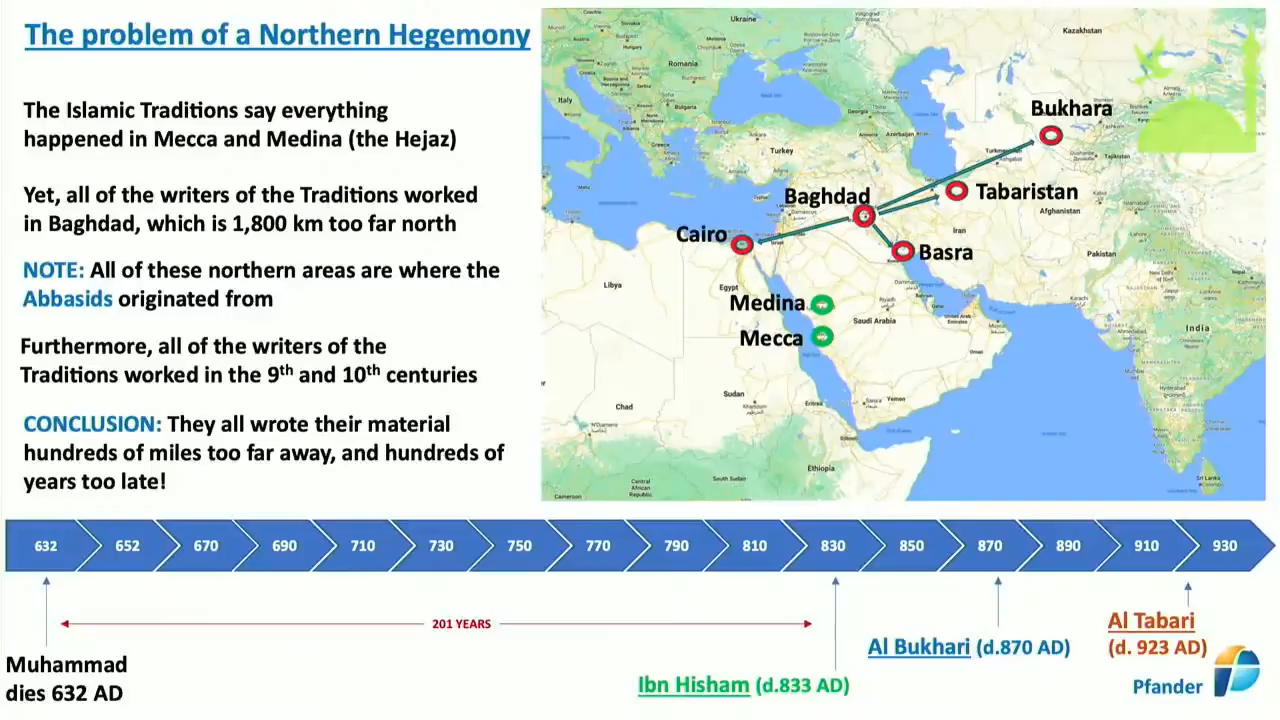 The problem of a Northern Hegemony
The Islamic Traditions say everything
happened in Mecca and Medina (the Hejaz)
Yet, all of the writers of the Traditions worked
in Baghdad, which is 1,800 km too far north
NOTE: All of these northern areas are where the
Abbasids originated from
Furthermore, all of the writers of the
Traditions worked in the 9th and 10th centuries
CONCLUSION: They all wrote their material
hundreds of miles too far away, and hundreds of
years too late!
Ukraine
Kazakhstan
Romania
Italy
Bukhara
Greece
Turkey
Azerbaijan
Tajikistan
Baghdad
Tabaristan
Afghanistan
Cairo
Iran
Basra
Pakistan
Libya
Egypt
Medina
Saudi Arabia
India
Mecca
Oman
Sudan
Chad
Eritrea
Yemen
Ethiopia
South Sudan
Central
African
Republic
Cameroon
Sri Lanka
632 652 670 690 710 730 750 770 790 810 830 850 870 890 910 930
201 YEARS
Muhammad
dies 632 AD
Ibn Hisham (d.833 AD)
Al Bukhari (d.870 AD)
Al Tabari
(d. 923 AD)
Pfander